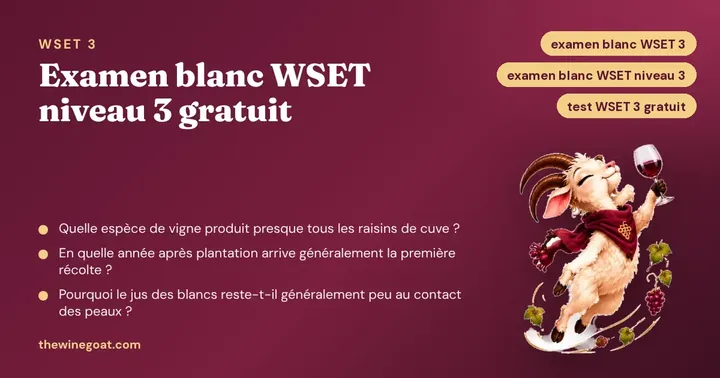 WSET 3
Examen blanc WSET
niveau 3 gratuit
examen blanc WSET 3
examen blanc WSET niveau 3
test WSET 3 gratuit
Quelle espèce de vigne produit presque tous les raisins de cuve ?
En quelle année après plantation arrive généralement la première
récolte ?
Pourquoi le jus des blancs reste-t-il généralement peu au contact
des peaux ?
thewinegoat.com